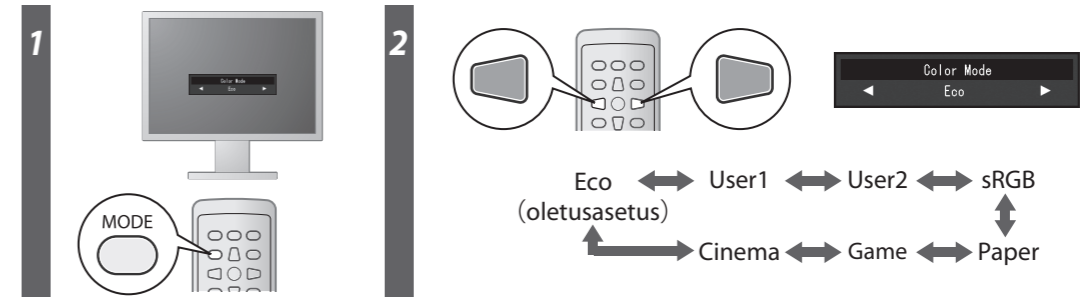 1
Color Mode
◄ Eco ►
MODE
2
Color Mode
◄ Eco ►
Eco User1 User2 sRGB
(oletusasetus)
Cinema Game Paper